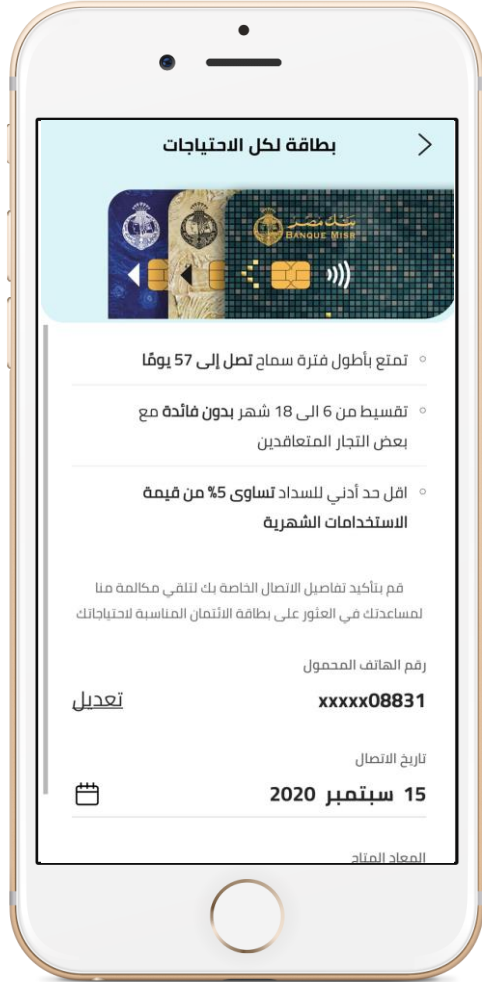 بطاقة لكل الاحتياجات
بنك مصر
BANQUE MISR
تمتع بأطول فترة سماح تصل إلى 57 يومًا
تقسيط من 6 الى 18 شهر بدون فائدة مع
بعض التجار المتعاقدين
اقل حد أدني للسداد تساوى 5% من قيمة
الاستخدامات الشهرية
قم بتأكيد تفاصيل الاتصال الخاصة بك لتلقي مكالمة منا
لمساعدتك في العثور على بطاقة الائتمان المناسبة لاحتياجاتك
رقم الهاتف المحمول
xxxxx08831
تعديل
تاريخ الاتصال
15 سبتمبر 2020
المعاد المتاح